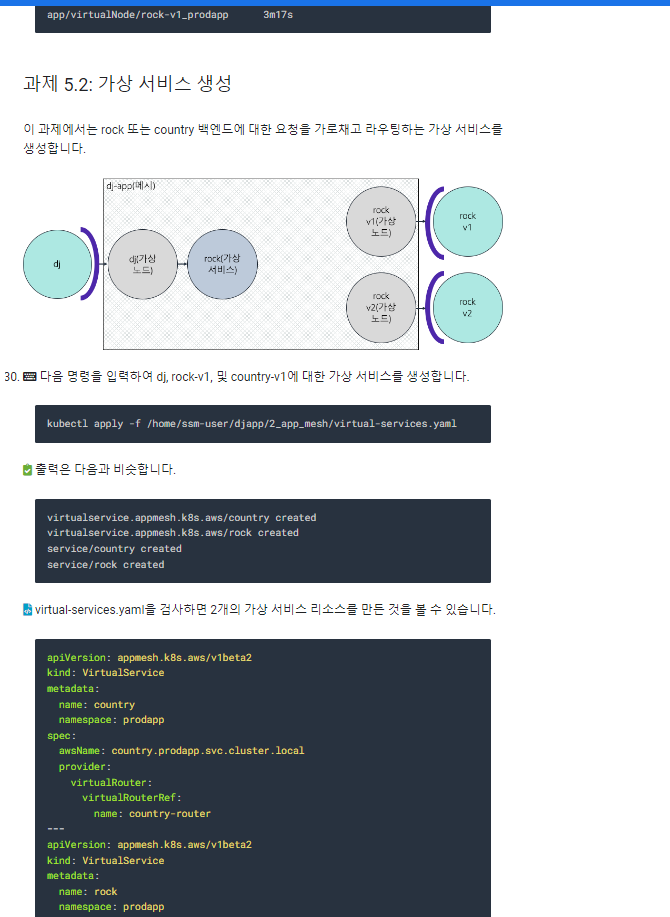 app/virtualNode/rock-v1_prodapp 3m17s
과제 5.2: 가상 서비스 생성
이 과제에서는 rock 또는 country 백엔드에 대한 요청을 가로채고 라우팅하는 가상 서비스를
생성합니다.
dj-app(메시)
dj
dj(가상
노드)
rock(가상
서비스)
rock
v1(가상
노드)
rock
v1
rock
v2(가상
노드)
rock
v2
30. 다음 명령을 입력하여 dj, rock-v1, 및 country-v1에 대한 가상 서비스를 생성합니다.
kubectl apply -f /home/ssm-user/djapp/2_app_mesh/virtual-services.yaml
출력은 다음과 비슷합니다.
virtualservice.appmesh.k8s.aws/country created
virtualservice.appmesh.k8s.aws/rock created
service/country created
service/rock created
virtual-services.yaml을 검사하면 2개의 가상 서비스 리소스를 만든 것을 볼 수 있습니다.
apiVersion: appmesh.k8s.aws/v1beta2
kind: VirtualService
metadata:
  name: country
  namespace: prodapp
spec:
  awsName: country.prodapp.svc.cluster.local
  provider:
    virtualRouter:
      virtualRouterRef:
        name: country-router
---
apiVersion: appmesh.k8s.aws/v1beta2
kind: VirtualService
metadata:
  name: rock
  namespace: prodapp